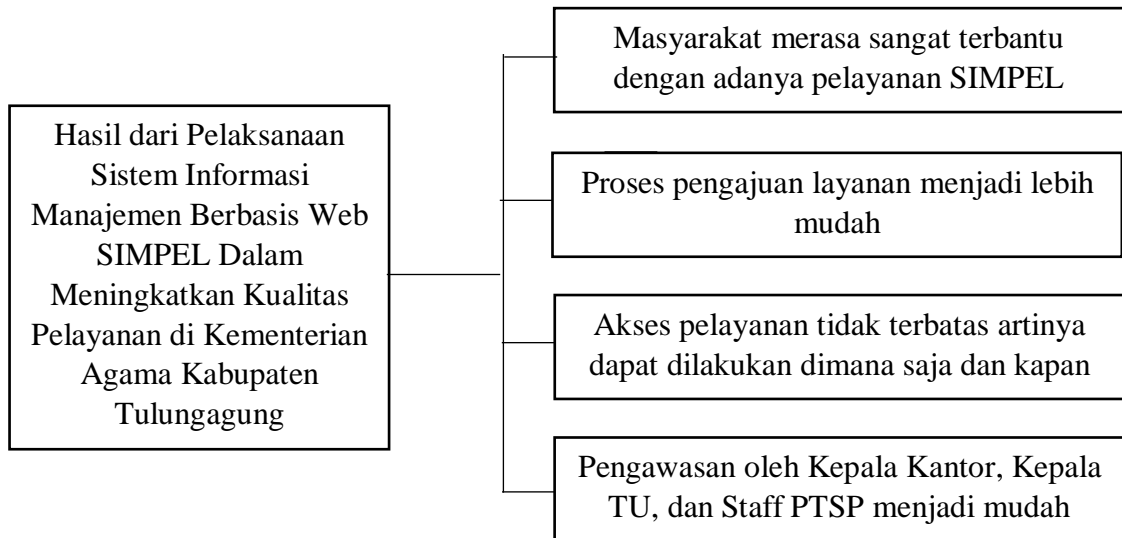 Masyarakat merasa sangat terbantu
dengan adanya pelayanan SIMPEL
Hasil dari Pelaksanaan
Sistem Informasi
Manajemen Berbasis Web
SIMPEL Dalam
Meningkatkan Kualitas
Pelayanan di Kementerian
Agama Kabupaten
Tulungagung
Proses pengajuan layanan menjadi lebih
mudah
Akses pelayanan tidak terbatas artinya
dapat dilakukan dimana saja dan kapan
Pengawasan oleh Kepala Kantor, Kepala
TU, dan Staff PTSP menjadi mudah